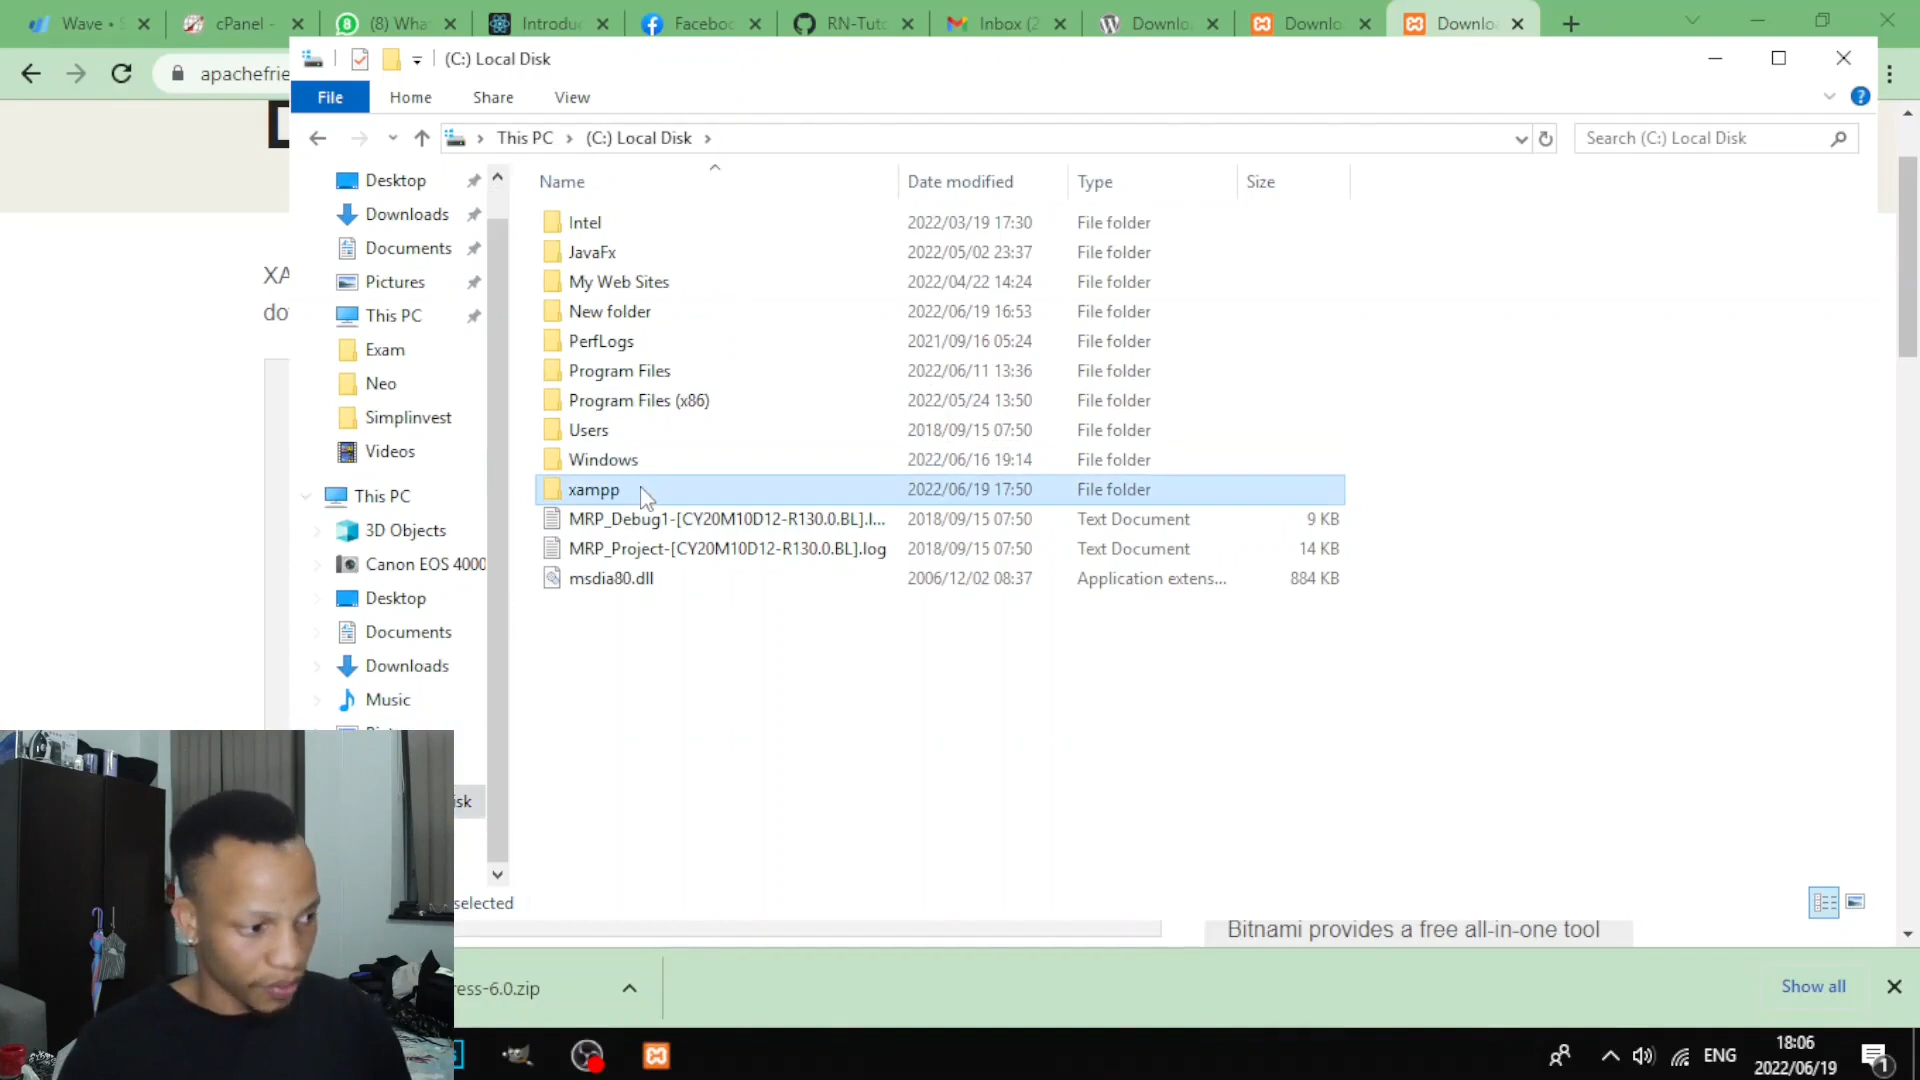 Wave • S
cPanel -
(8) Wha
Introduc
Faceboo
RN-Tuto
Inbox (2
Downlo
Downlo
Downlo
apachefrie
(C:) Local Disk
File
Home
Share
View
This PC > (C:) Local Disk >
Search (C:) Local Disk
XA
do
Desktop
Downloads
Documents
Pictures
This PC
Exam
Neo
Simplinvest
Videos
This PC
3D Objects
Canon EOS 4000
Desktop
Documents
Downloads
Music
isk
selected
Name Date modified Type Size
Intel 2022/03/19 17:30 File folder
JavaFx 2022/05/02 23:37 File folder
My Web Sites 2022/04/22 14:24 File folder
New folder 2022/06/19 16:53 File folder
PerfLogs 2021/09/16 05:24 File folder
Program Files 2022/06/11 13:36 File folder
Program Files (x86) 2022/05/24 13:50 File folder
Users 2018/09/15 07:50 File folder
Windows 2022/06/16 19:14 File folder
xampp 2022/06/19 17:50 File folder
MRP_Debug1-[CY20M10D12-R130.0.BL].l... 2018/09/15 07:50 Text Document 9 KB
MRP_Project-[CY20M10D12-R130.0.BL].log 2018/09/15 07:50 Text Document 14 KB
msdia80.dll 2006/12/02 08:37 Application extens... 884 KB
Bitnami provides a free all-in-one tool
ress-6.0.zip
Show all
ENG
18:06
2022/06/19
1